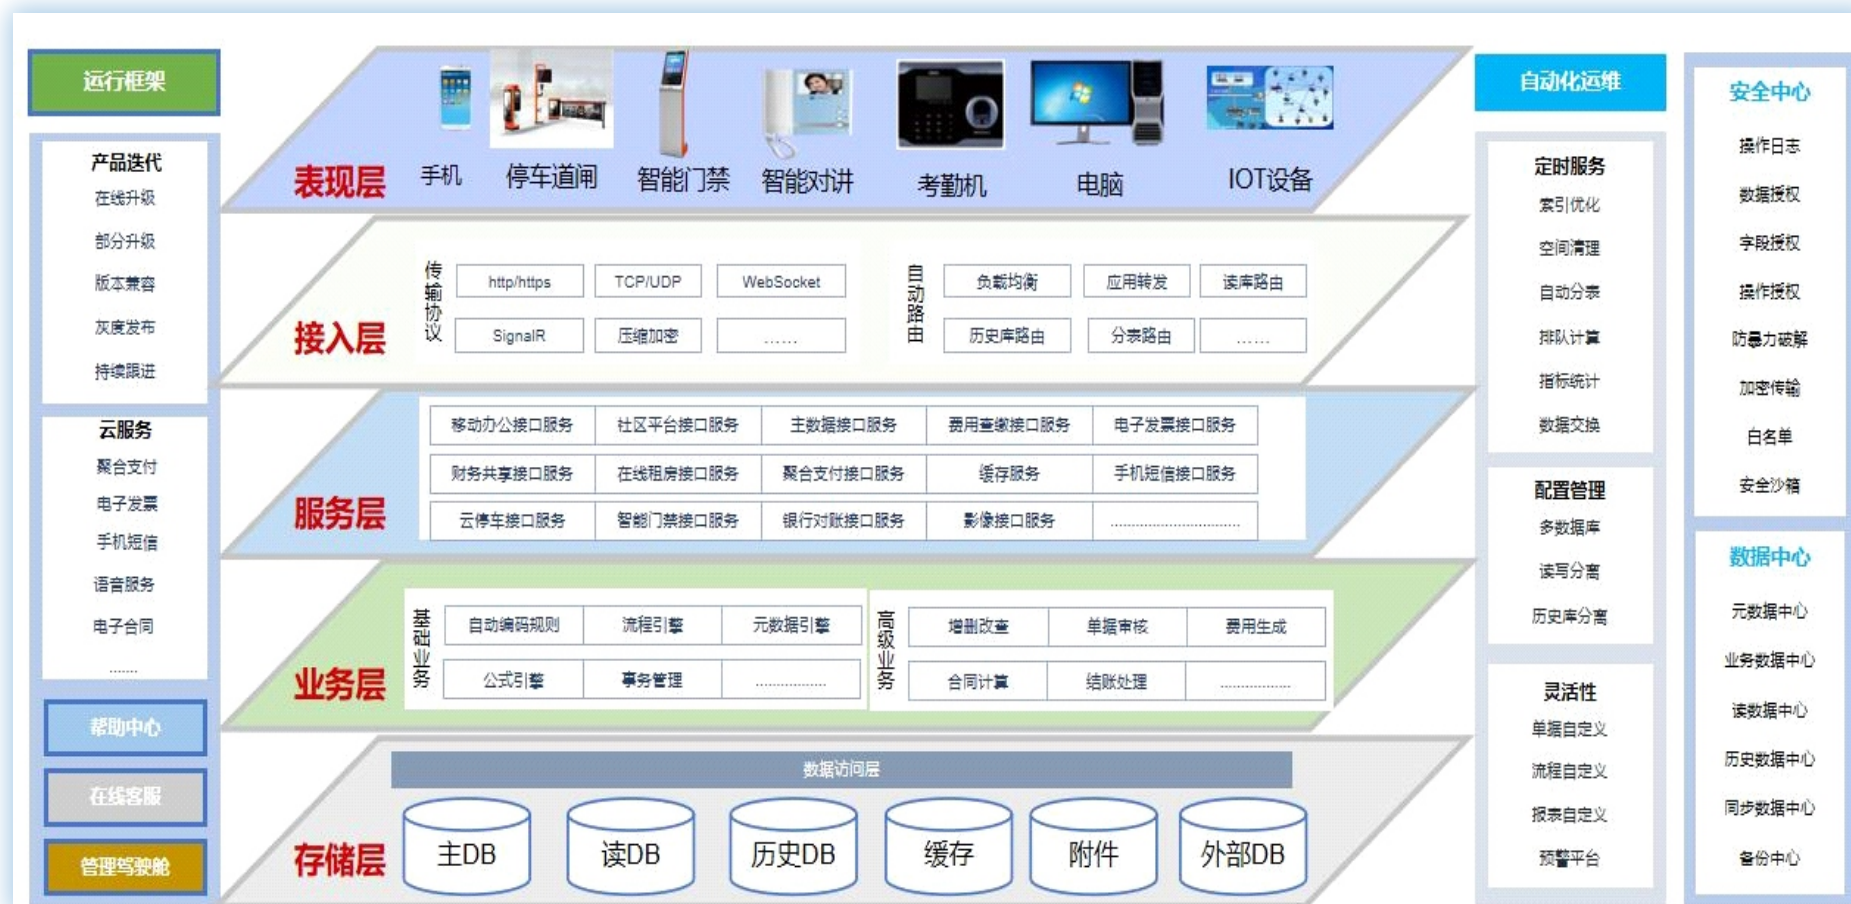 运行框架
产品迭代
在线升级
部分升级
版本兼容
灰度发布
持续跟进
云服务
聚合支付
电子发票
手机短信
语音服务
电子合同
.......
帮助中心
在线客服
管理驾驶舱
表现层
手机
停车道闸
智能门禁
智能对讲
考勤机
电脑
IOT设备
接入层
传输协议
http/https
TCP/UDP
WebSocket
SignalR
压缩加密
……
自动路由
负载均衡
应用转发
读库路由
历史库路由
分表路由
……
服务层
移动办公接口服务
社区平台接口服务
主数据接口服务
费用查缴接口服务
电子发票接口服务
财务共享接口服务
在线租房接口服务
聚合支付接口服务
缓存服务
手机短信接口服务
云停车接口服务
智能门禁接口服务
银行对账接口服务
影像接口服务
................................
业务层
基础业务
自动编码规则
流程引擎
元数据引擎
公式引擎
事务管理
.................
高级业务
增删改查
单据审核
费用生成
合同计算
结账处理
.................
存储层
数据访问层
主DB
读DB
历史DB
缓存
附件
外部DB
自动化运维
定时服务
索引优化
空间清理
自动分表
排队计算
指标统计
数据交换
配置管理
多数据库
读写分离
历史库分离
灵活性
单据自定义
流程自定义
报表自定义
预警平台
安全中心
操作日志
数据授权
字段授权
操作授权
防暴力破解
加密传输
白名单
安全沙箱
数据中心
元数据中心
业务数据中心
读数据中心
历史数据中心
同步数据中心
备份中心